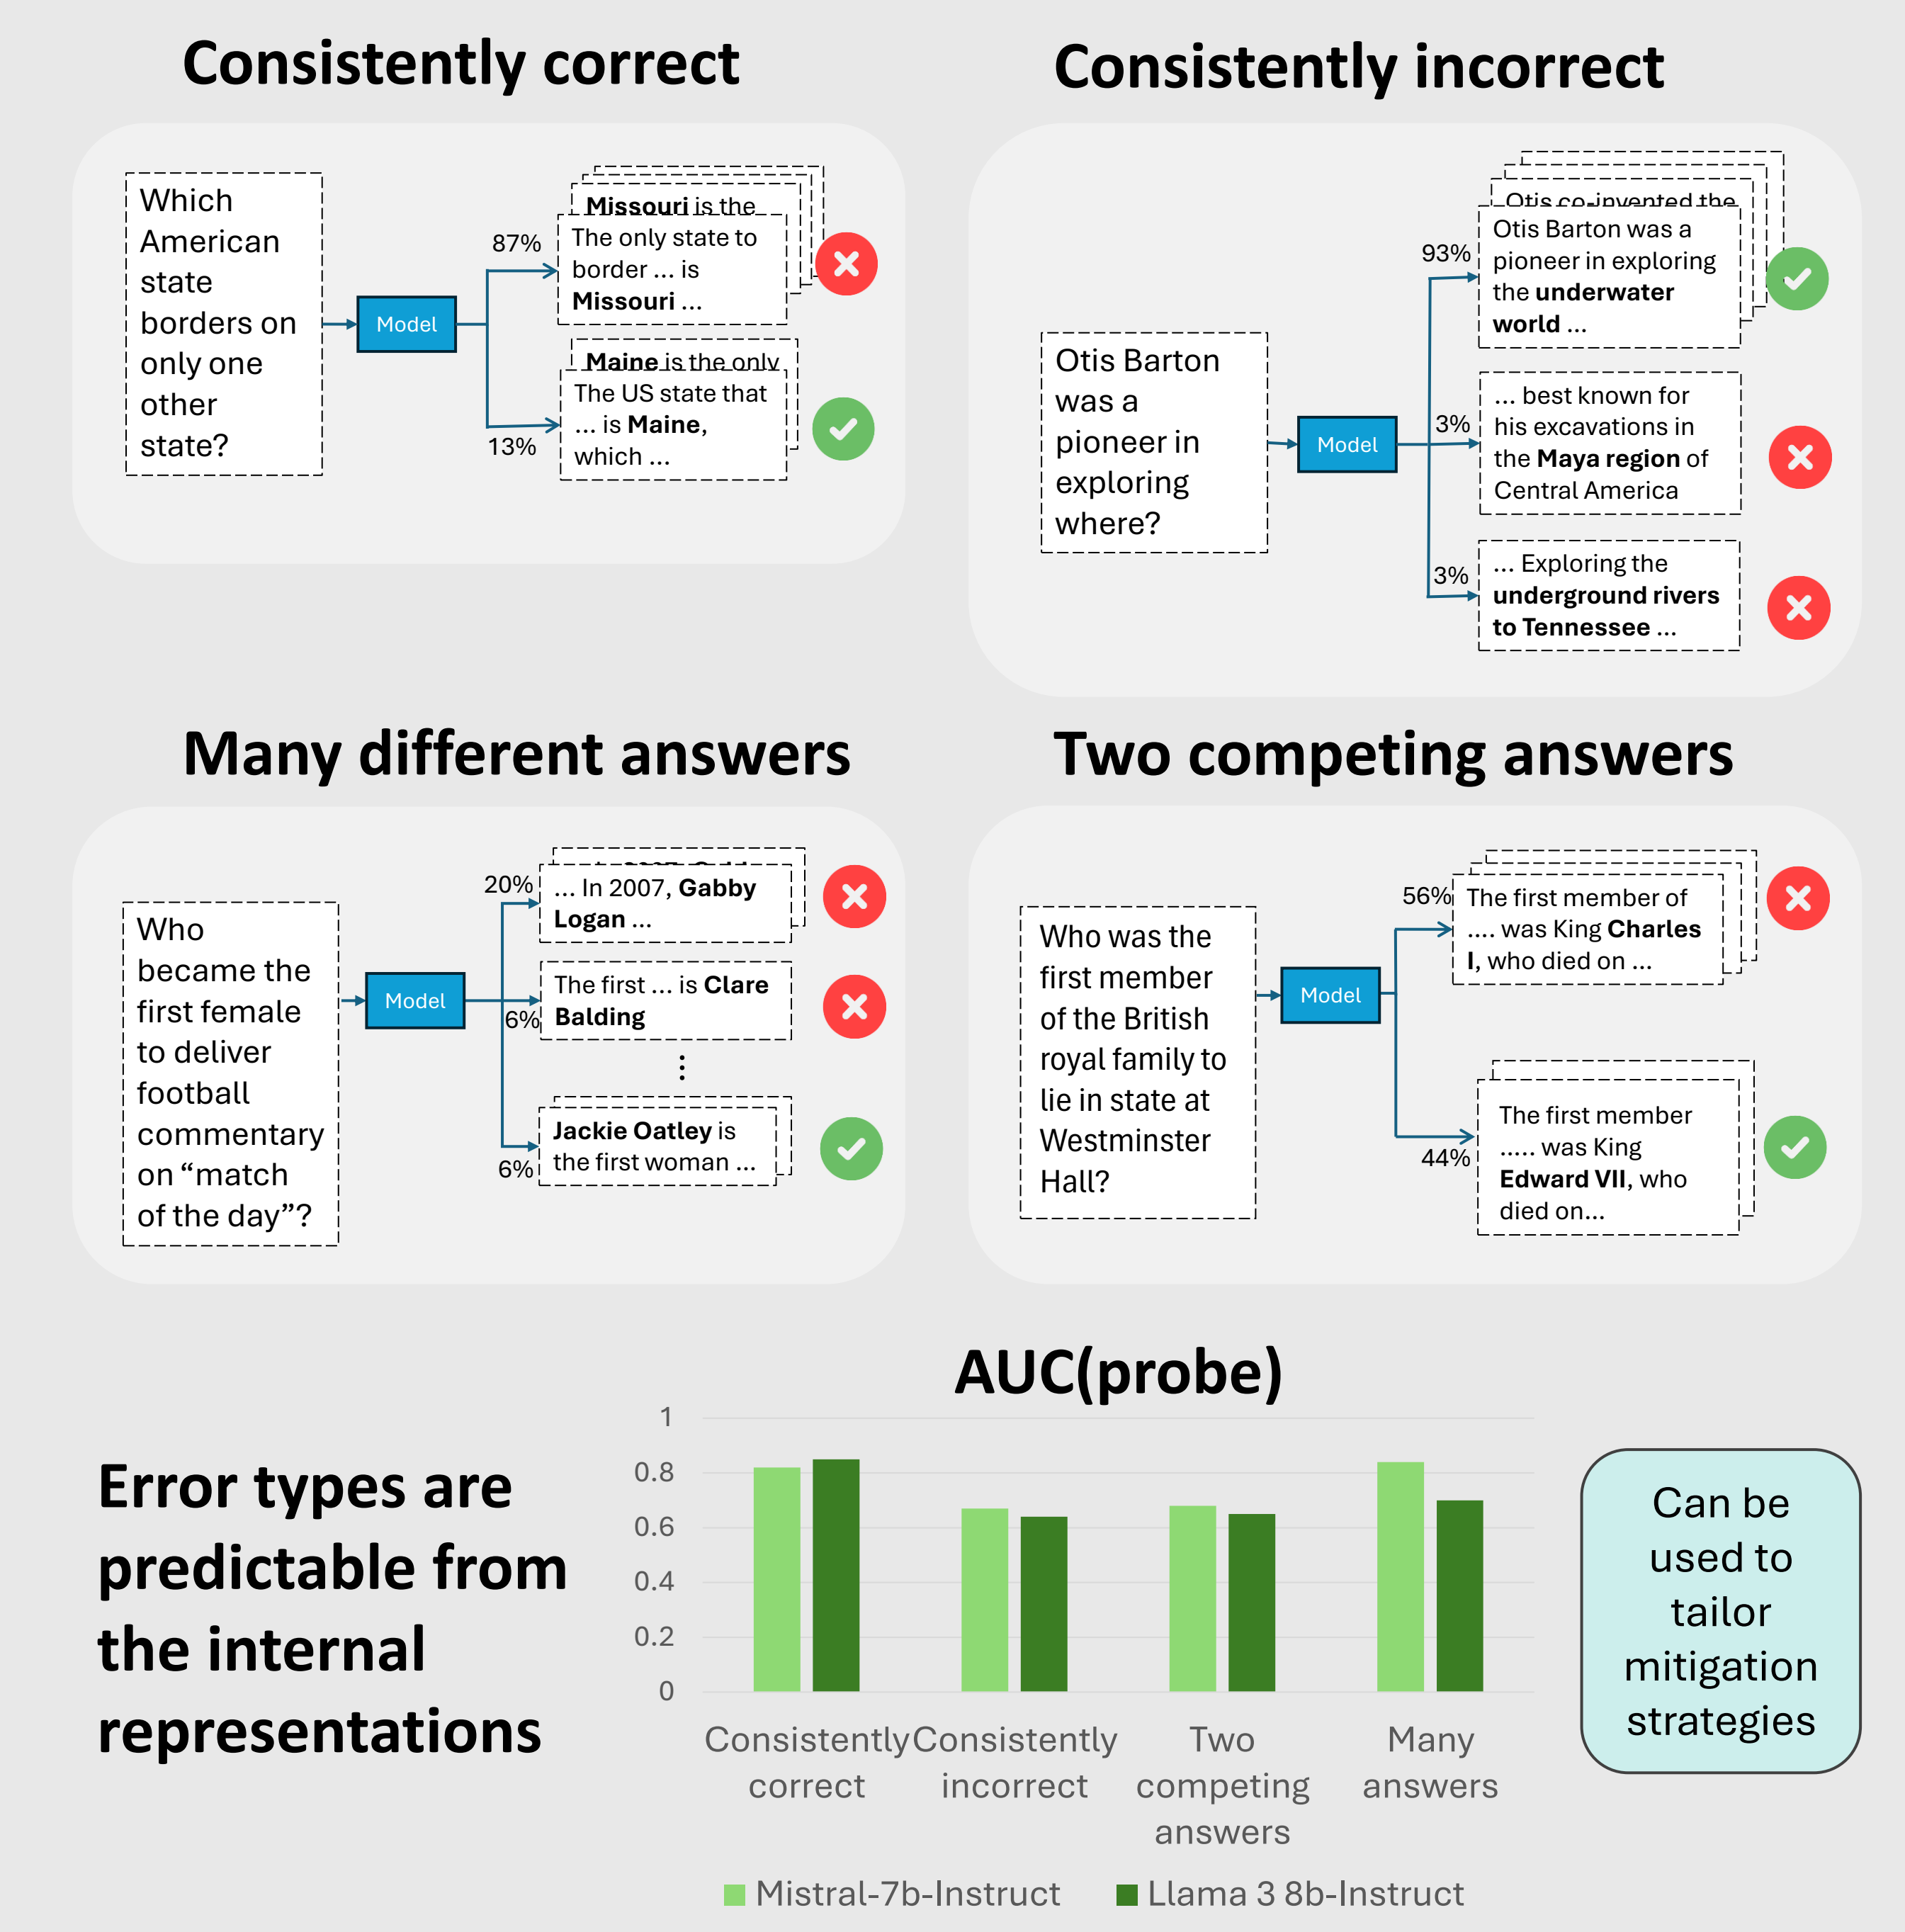 Consistently correct
Which
American
state
borders on
only one
other
state?
Model
87%
Missouri is the
The only state to
border ... is
Missouri ...
13%
Maine is the only
The US state that
... is Maine,
which ...
Consistently incorrect
Otis Barton
was a
pioneer in
exploring
where?
Model
93%
Otis co-invented the
Otis Barton was a
pioneer in exploring
the underwater
world ...
3%
... best known for
his excavations in
the Maya region of
Central America
3%
... Exploring the
underground rivers
to Tennessee ...
Many different answers
Who
became the
first female
to deliver
football
commentary
on “match
of the day”?
Model
20%
... In 2007, Gabby
Logan ...
6%
The first ... is Clare
Balding
⋮
6%
Jackie Oatley is
the first woman ...
Two competing answers
Who was the
first member
of the British
royal family to
lie in state at
Westminster
Hall?
Model
56%
The first member of
.... was King Charles
I, who died on ...
44%
The first member
..... was King
Edward VII, who
died on...
Error types are
predictable from
the internal
representations
AUC(probe)
1
0.8
0.6
0.4
0.2
0
Consistently
correct
Consistently
incorrect
Two
competing
answers
Many
answers
Mistral-7b-Instruct
Llama 3 8b-Instruct
Can be
used to
tailor
mitigation
strategies